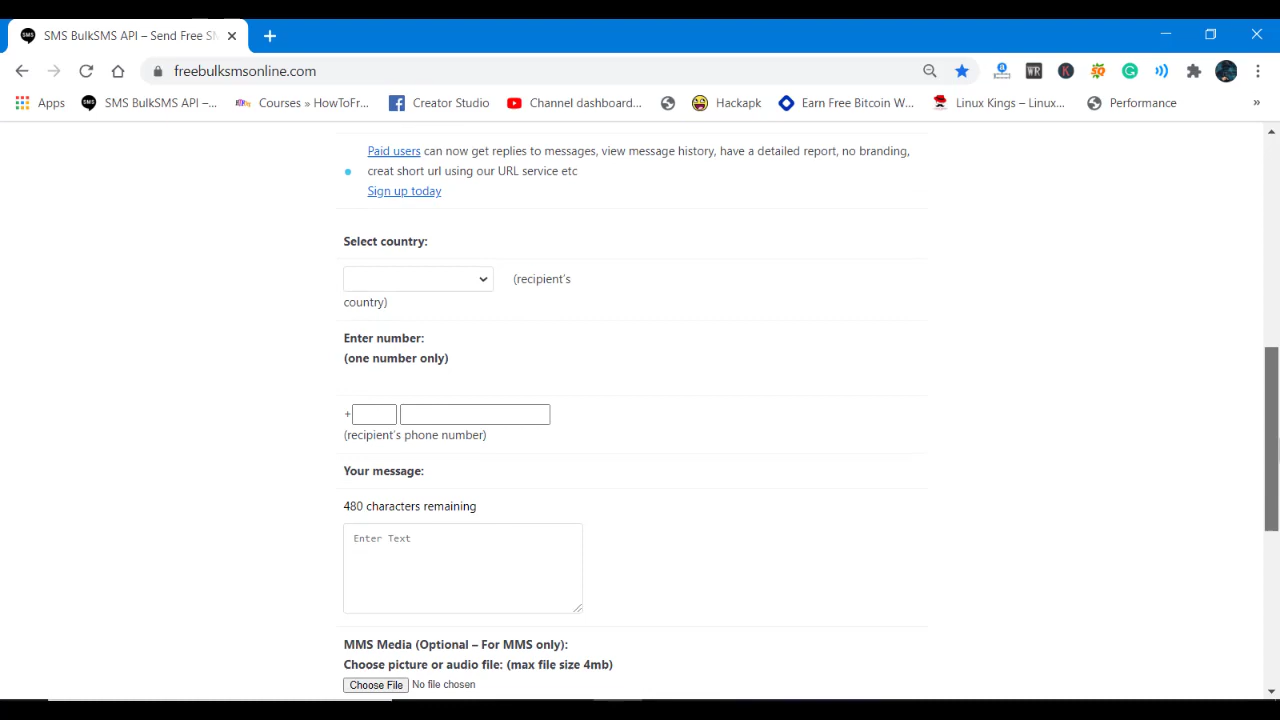 SMS BulkSMS API – Send Free SM
freebulksmsonline.com
Apps
SMS BulkSMS API –...
Courses » HowToFr...
Creator Studio
Channel dashboard...
Hackapk
Earn Free Bitcoin W...
Linux Kings – Linux...
Performance
»
Paid users can now get replies to messages, view message history, have a detailed report, no branding,
creat short url using our URL service etc
Sign up today
Select country:
(recipient's
country)
Enter number:
(one number only)
+
(recipient's phone number)
Your message:
480 characters remaining
Enter Text
MMS Media (Optional – For MMS only):
Choose picture or audio file: (max file size 4mb)
Choose File No file chosen